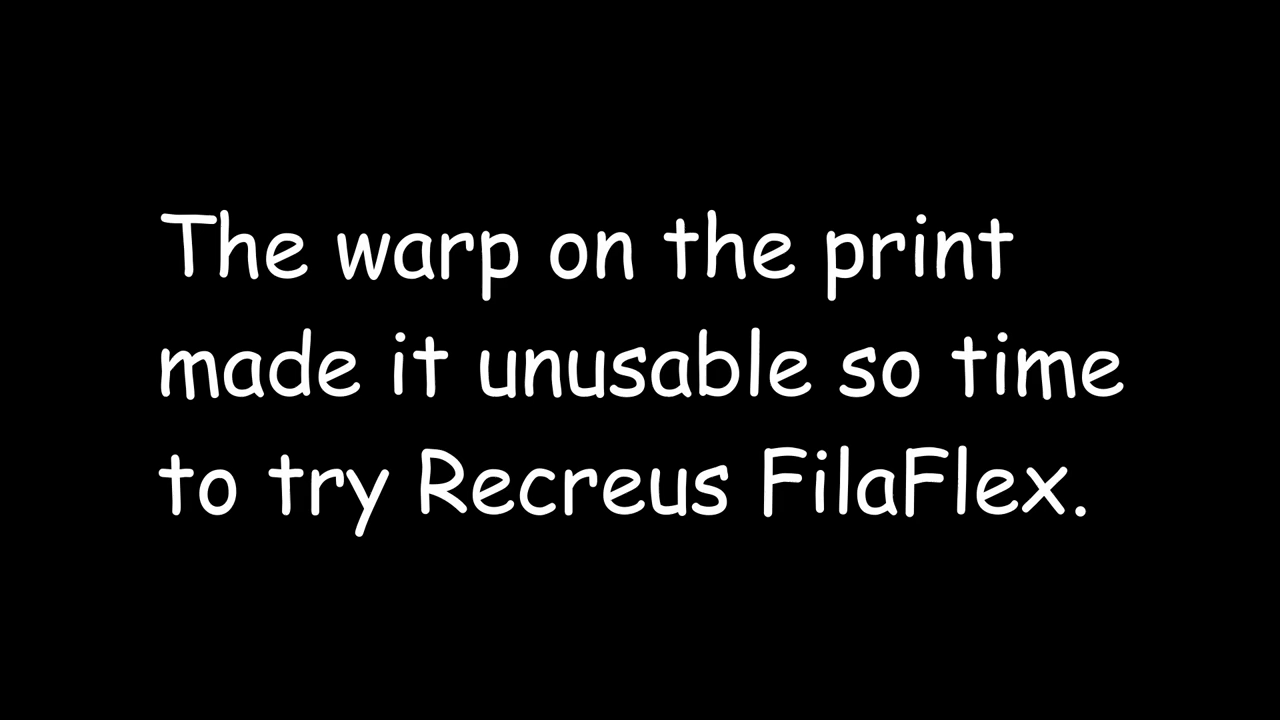 The warp on the print
made it unusable so time
to try Recreus FilaFlex.